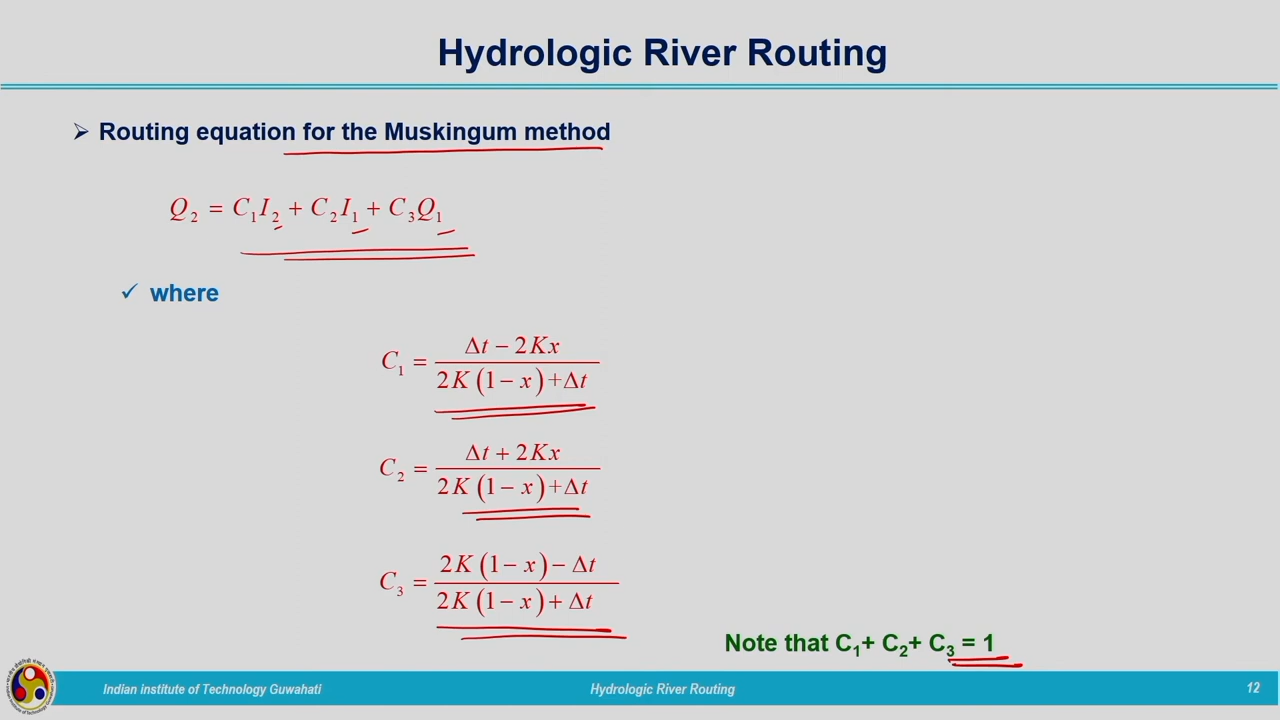 Hydrologic River Routing
➢ Routing equation for the Muskingum method
Q₂ = C₁I₂ + C₂I₁ + C₃Q₁
✓ where
C₁ = (Δt − 2Kx) / (2K(1 − x)+Δt)
C₂ = (Δt + 2Kx) / (2K(1 − x)+Δt)
C₃ = (2K(1 − x) − Δt) / (2K(1 − x) + Δt)
Note that C₁+ C₂+ C₃ = 1
Indian institute of Technology Guwahati
Hydrologic River Routing
12